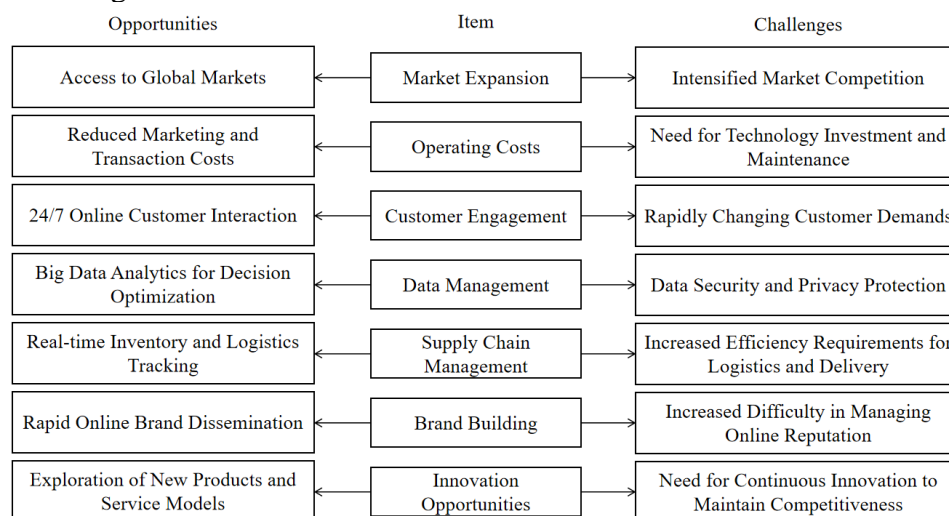 Opportunities Item Challenges
Access to Global Markets
Market Expansion
Intensified Market Competition
Reduced Marketing and
Transaction Costs
Operating Costs
Need for Technology Investment and
Maintenance
24/7 Online Customer Interaction
Customer Engagement
Rapidly Changing Customer Demands
Big Data Analytics for Decision
Optimization
Data Management
Data Security and Privacy Protection
Real-time Inventory and Logistics
Tracking
Supply Chain
Management
Increased Efficiency Requirements for
Logistics and Delivery
Rapid Online Brand Dissemination
Brand Building
Increased Difficulty in Managing
Online Reputation
Exploration of New Products and
Service Models
Innovation
Opportunities
Need for Continuous Innovation to
Maintain Competitiveness